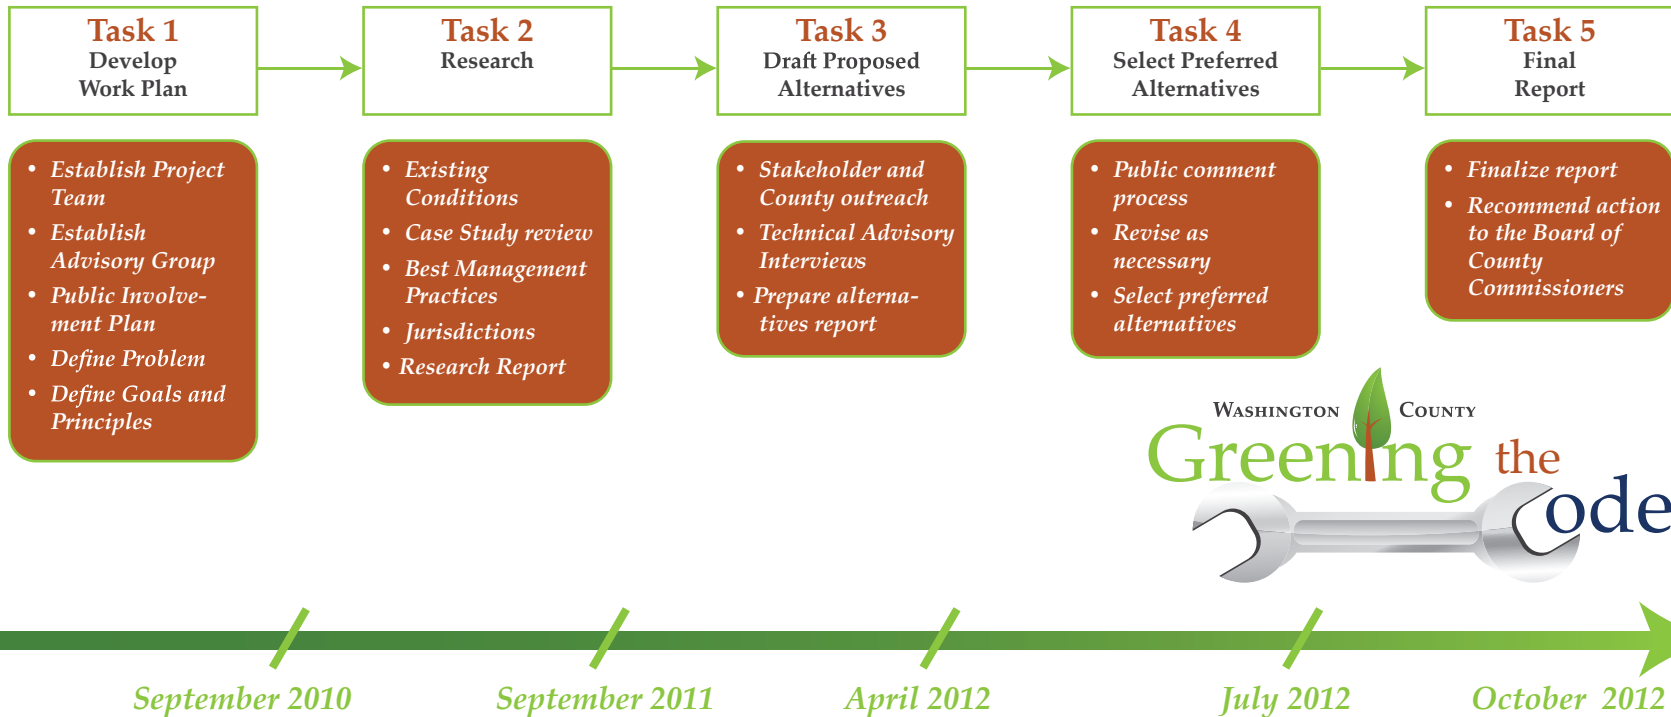 Task 1
Develop
Work Plan
• Establish Project
Team
• Establish
Advisory Group
• Public Involve-
ment Plan
• Define Problem
• Define Goals and
Principles
Task 2
Research
• Existing
Conditions
• Case Study review
• Best Management
Practices
• Jurisdictions
• Research Report
Task 3
Draft Proposed
Alternatives
• Stakeholder and
County outreach
• Technical Advisory
Interviews
• Prepare alterna-
tives report
Task 4
Select Preferred
Alternatives
• Public comment
process
• Revise as
necessary
• Select preferred
alternatives
Task 5
Final
Report
• Finalize report
• Recommend action
to the Board of
County
Commissioners
Washington County
Greening the
Code
September 2010
September 2011
April 2012
July 2012
October 2012